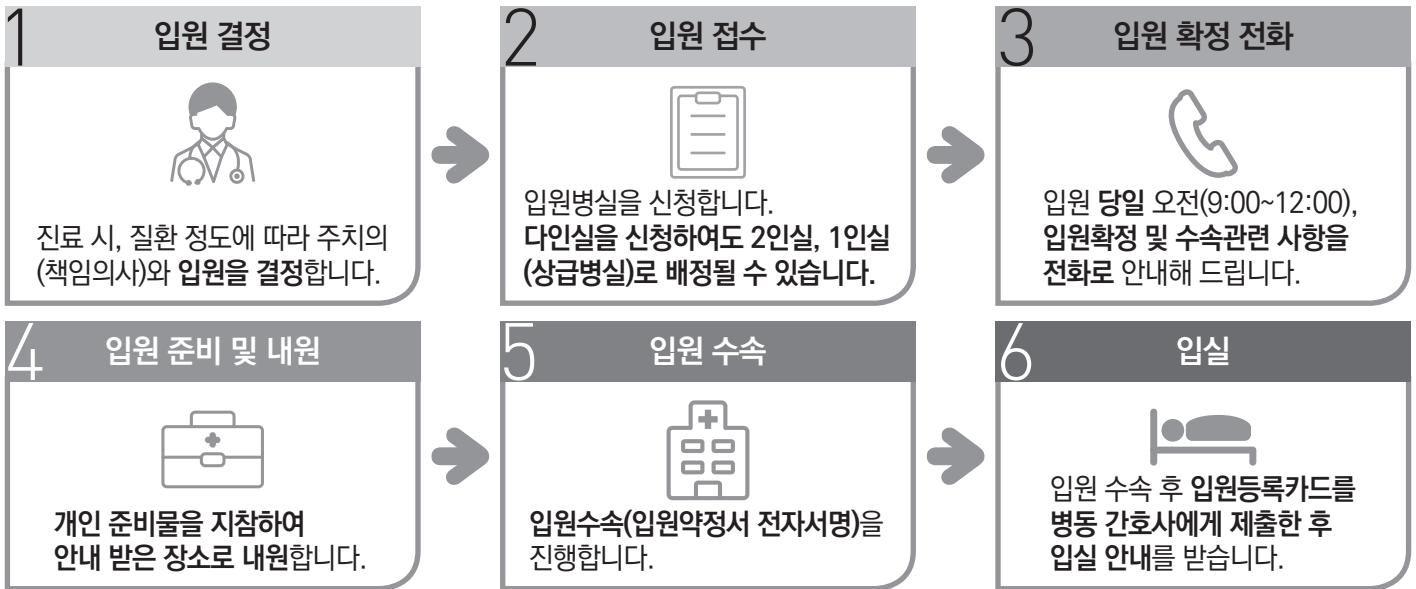 1 입원 결정
진료 시, 질환 정도에 따라 주치의
(책임의사)와 입원을 결정합니다.
2 입원 접수
입원병실을 신청합니다.
다인실을 신청하여도 2인실, 1인실
(상급병실)로 배정될 수 있습니다.
3 입원 확정 전화
입원 당일 오전(9:00~12:00),
입원확정 및 수속관련 사항을
전화로 안내해 드립니다.
4 입원 준비 및 내원
개인 준비물을 지참하여
안내 받은 장소로 내원합니다.
5 입원 수속
입원수속(입원약정서 전자서명)을
진행합니다.
6 입실
입원 수속 후 입원등록카드를
병동 간호사에게 제출한 후
입실 안내를 받습니다.